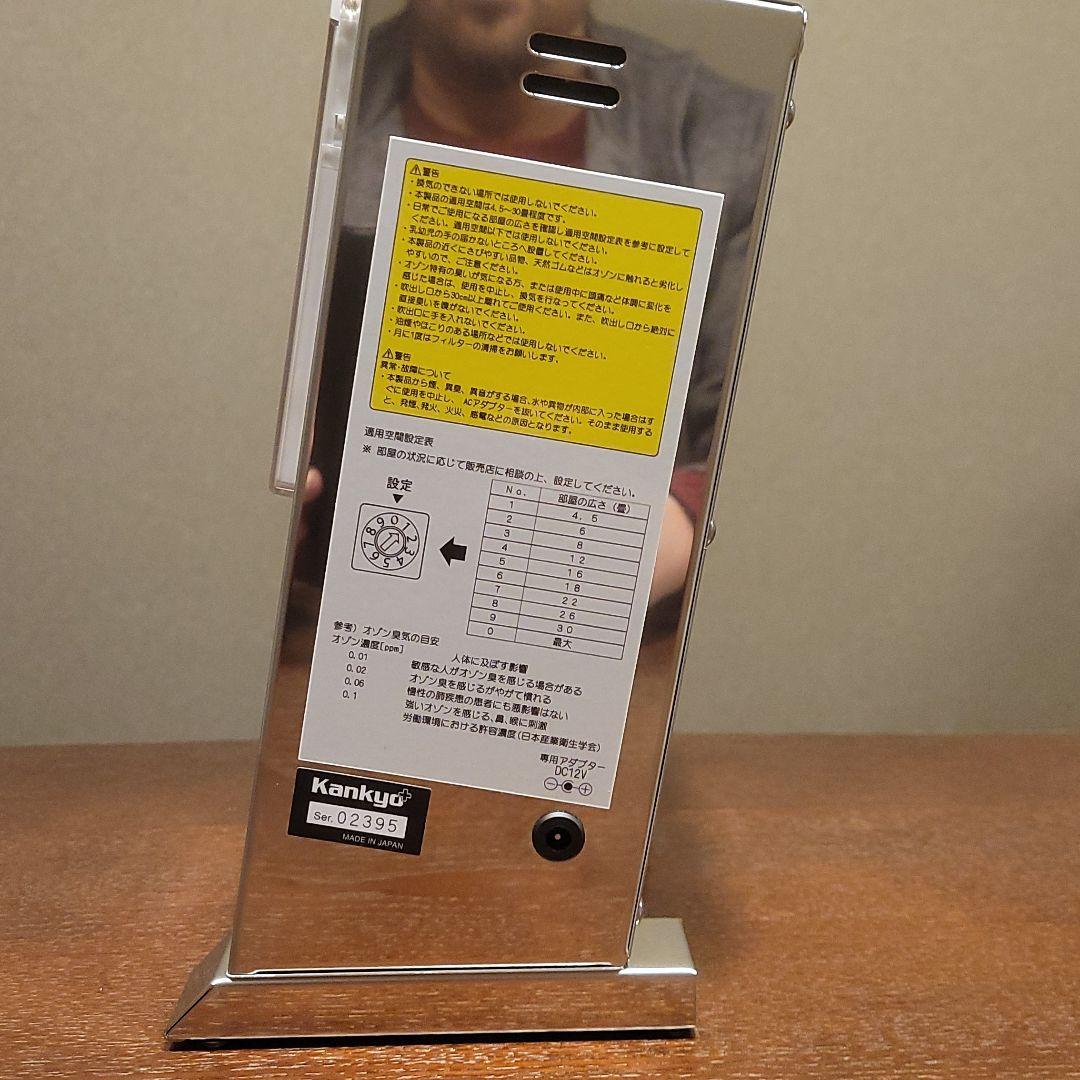 ⚠警告
・換気のできない場所では使用しないでください。
・本製品の適用空間は4.5～30畳程度です。
・日常でご使用になる部屋の広さを確認し適用空間設定表を参考に設定して
ください。適用空間以下では使用しないでください。
・乳幼児の手の届かないところへ設置してください。
・本製品の近くにさびやすい品物、天然ゴムなどはオゾンに触れると劣化し
やすいので、ご注意ください。
・オゾン特有の臭いが気になる方、または使用中に頭痛など体調に変化を
感じた場合は、使用を中止し、換気を行なってください。
・吹出し口から30cm以上離れてご使用ください。また、吹出し口から絶対に
直接臭いを嗅がないでください。
・吹出口に手を入れないでください。
・油煙やほこりのある場所などでは使用しないでください。
・月に1度はフィルターの清掃をお願いします。
⚠警告
異常・故障について
・本製品から煙、異臭、異音がする場合、水や異物が内部に入った場合はす
ぐに使用を中止し、ACアダプターを抜いてください。そのまま使用する
と、発煙、発火、火災、感電などの原因となります。
適用空間設定表
※ 部屋の状況に応じて販売店に相談の上、設定してください。
設定
0 1 2 3 4 5 6 7 8 9
No. 部屋の広さ（畳）
1 4.5
2 6
3 8
4 12
5 16
6 18
7 22
8 26
9 30
0 最大
参考）オゾン臭気の目安
オゾン濃度[ppm] 人体に及ぼす影響
0.01 敏感な人がオゾン臭を感じる場合がある
0.02 オゾン臭を感じるがやがて慣れる
0.06 慢性の肺疾患の患者にも悪影響はない
0.1 強いオゾンを感じる、鼻、喉に刺激
労働環境における許容濃度（日本産業衛生学会）
専用アダプター
DC12V
Kankyo+
Ser. 02395
MADE IN JAPAN